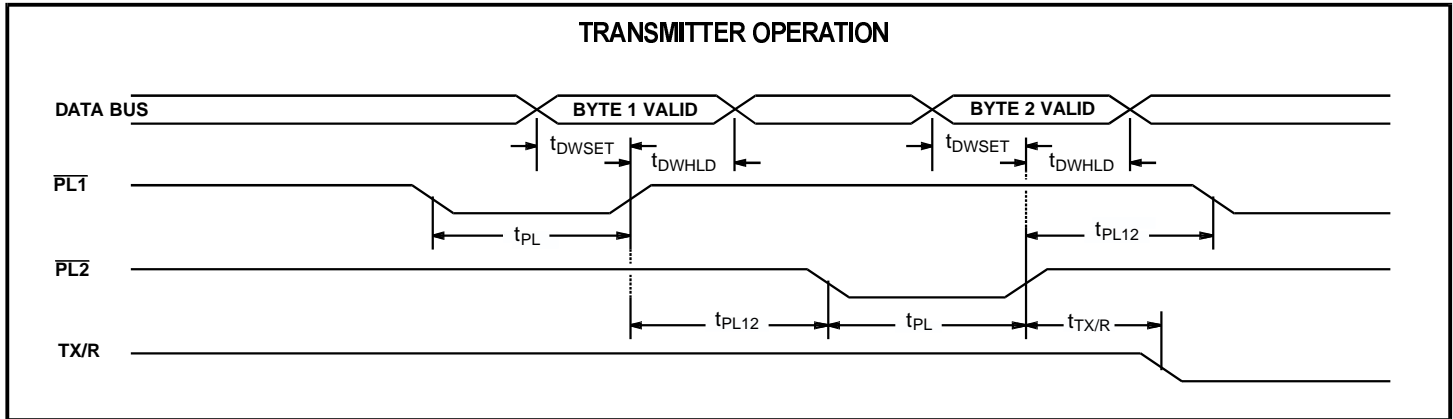 TRANSMITTER OPERATION
DATA BUS
BYTE 1 VALID
BYTE 2 VALID
tDWSET
tDWHLD
tDWSET
tDWHLD
PL1
tPL
tPL12
PL2
tPL12
tPL
tTX/R
TX/R